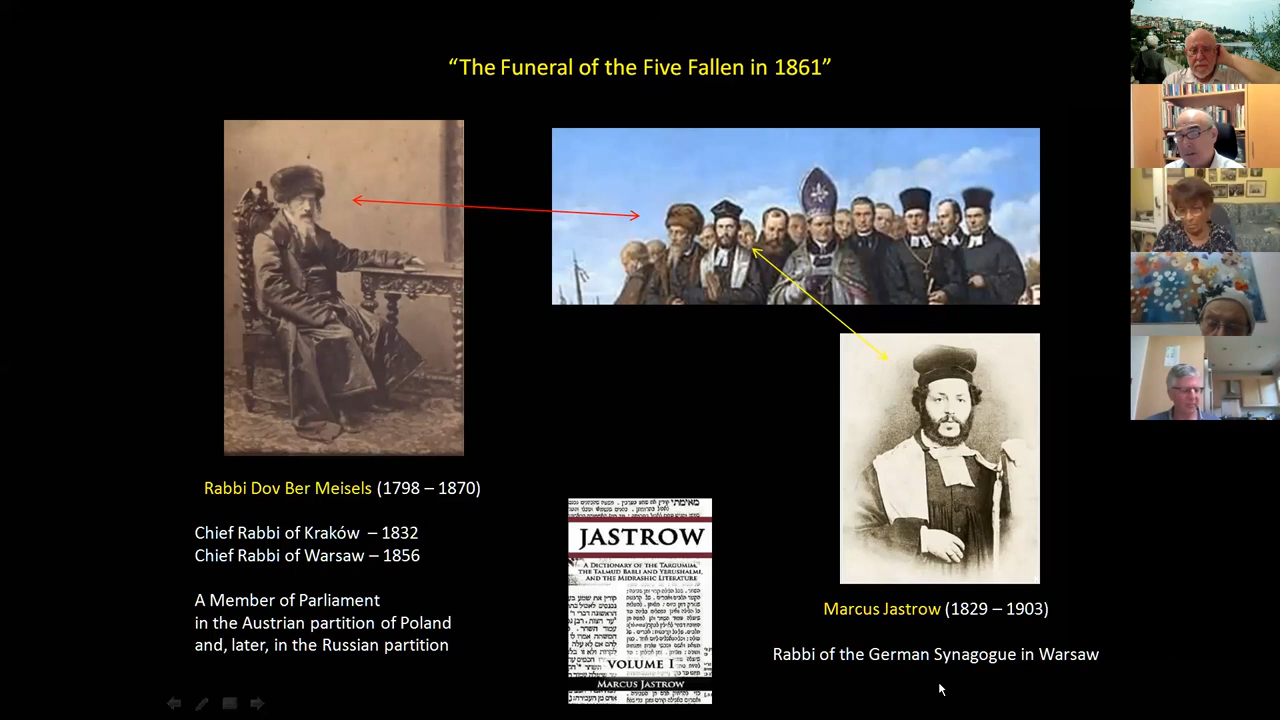 “The Funeral of the Five Fallen in 1861”
Rabbi Dov Ber Meisels (1798 – 1870)
Chief Rabbi of Kraków – 1832
Chief Rabbi of Warsaw – 1856
A Member of Parliament
in the Austrian partition of Poland
and, later, in the Russian partition
מאימתי
JASTROW
A DICTIONARY OF THE TARGUMIM,
THE TALMUD BABLI AND YERUSHALMI,
AND THE MIDRASHIC LITERATURE
VOLUME I
MARCUS JASTROW
Marcus Jastrow (1829 – 1903)
Rabbi of the German Synagogue in Warsaw